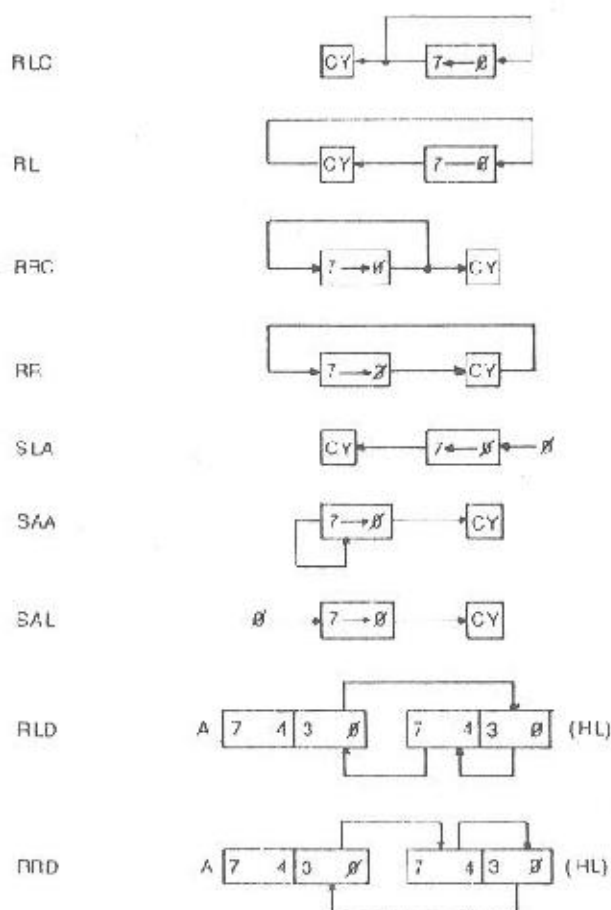 RLC CY 7 Ø
RL CY 7 Ø
RRC 7 Ø CY
RR 7 Ø CY
SLA CY 7 Ø Ø
SRA 7 Ø CY
SRL Ø 7 Ø CY
RLD A 7 4 3 Ø 7 4 3 Ø (HL)
RRD A 7 4 3 Ø 7 4 3 Ø (HL)